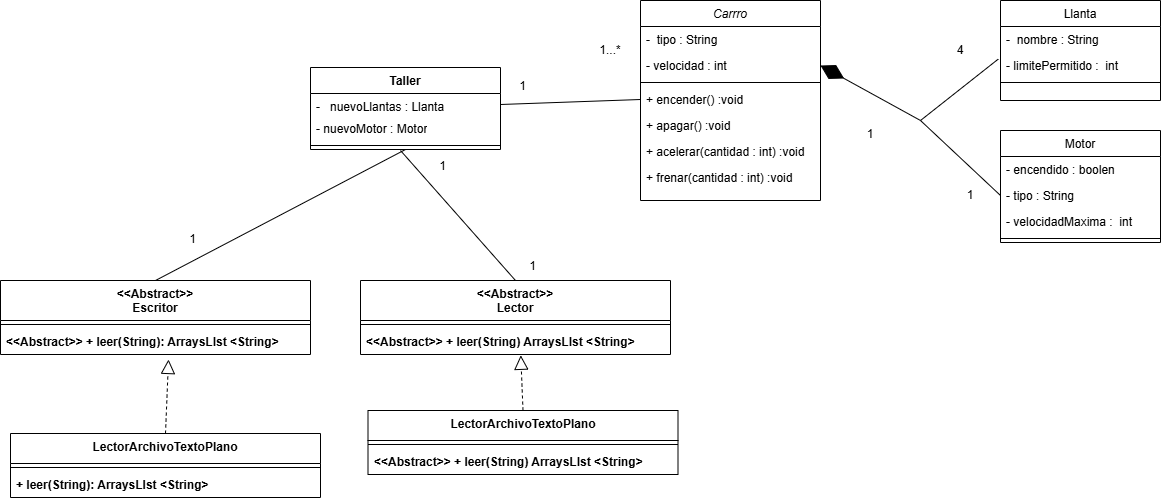 Carrro
- tipo : String
- velocidad : int
+ encender() :void
+ apagar() :void
+ acelerar(cantidad : int) :void
+ frenar(cantidad : int) :void
Llanta
- nombre : String
- limitePermitido : int
4
1...*
1
1
1
Motor
- encendido : boolen
- tipo : String
- velocidadMaxima : int
Taller
- nuevoLlantas : Llanta
- nuevoMotor : Motor
1
1
1
<<Abstract>>
Escritor
<<Abstract>> + leer(String): ArraysLIst <String>
<<Abstract>>
Lector
<<Abstract>> + leer(String) ArraysLIst <String>
LectorArchivoTextoPlano
+ leer(String): ArraysLIst <String>
LectorArchivoTextoPlano
<<Abstract>> + leer(String) ArraysLIst <String>